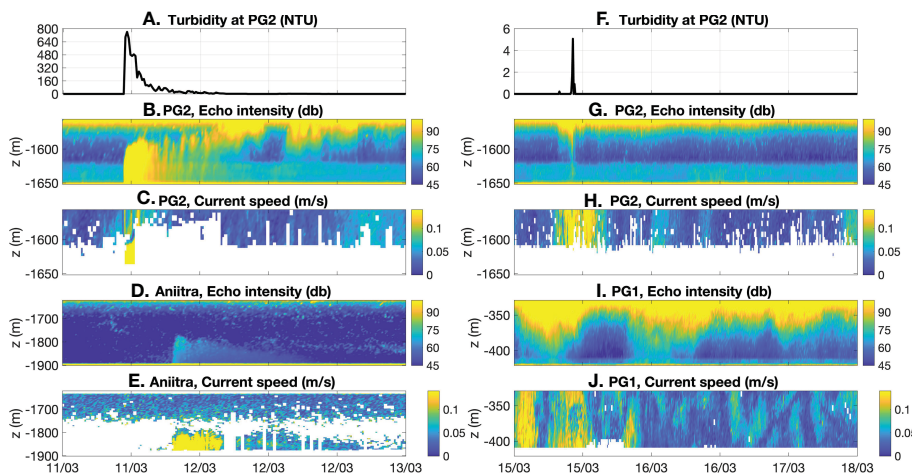 A. Turbidity at PG2 (NTU)
800
640
480
320
160
0
B. PG2, Echo intensity (db)
z (m)
-1600
-1650
90
75
60
45
C. PG2, Current speed (m/s)
z (m)
-1600
-1650
0.1
0.05
0
D. Aniitra, Echo intensity (db)
z (m)
-1700
-1800
-1900
90
75
60
45
E. Aniitra, Current speed (m/s)
z (m)
-1700
-1800
-1900
0.1
0.05
0
11/03 11/03 12/03 12/03 12/03 13/03
F. Turbidity at PG2 (NTU)
6
4
2
0
G. PG2, Echo intensity (db)
z (m)
-1600
-1650
90
75
60
45
H. PG2, Current speed (m/s)
z (m)
-1600
-1650
0.1
0.05
0
I. PG1, Echo intensity (db)
z (m)
-350
-400
90
75
60
45
J. PG1, Current speed (m/s)
z (m)
-350
-400
0.1
0.05
0
15/03 15/03 16/03 16/03 17/03 18/03